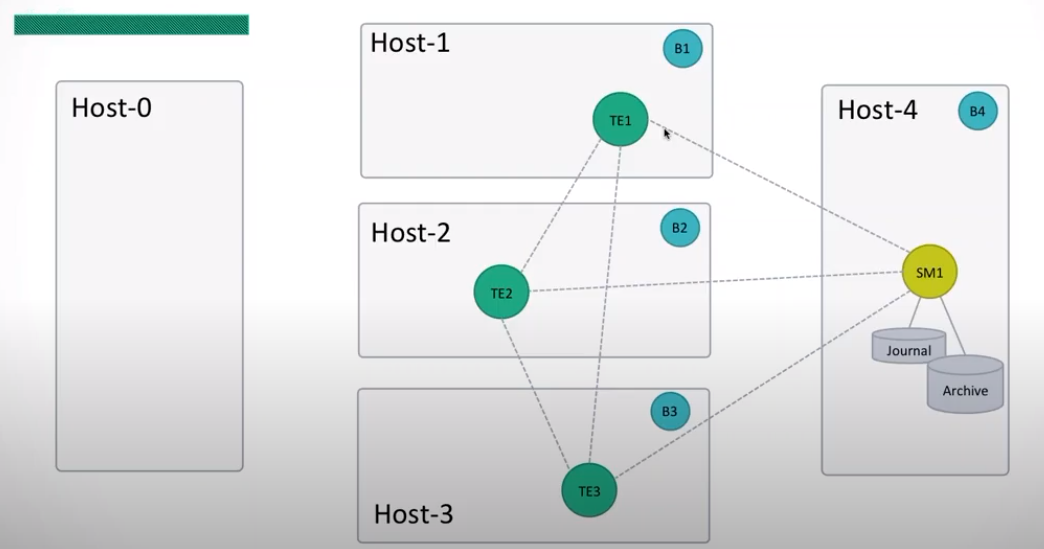 Host-0
Host-1
B1
TE1
Host-2
B2
TE2
Host-3
B3
TE3
Host-4
B4
SM1
Journal
Archive